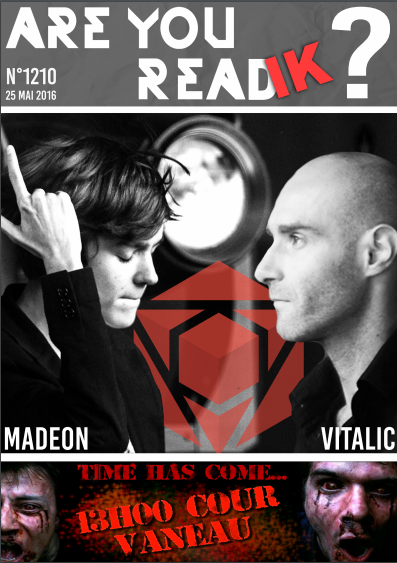 ARE YOU
READIK ?
N°1210
25 MAI 2016
MADEON
VITALIC
TIME HAS COME...
13H00 COUR
VANEAU